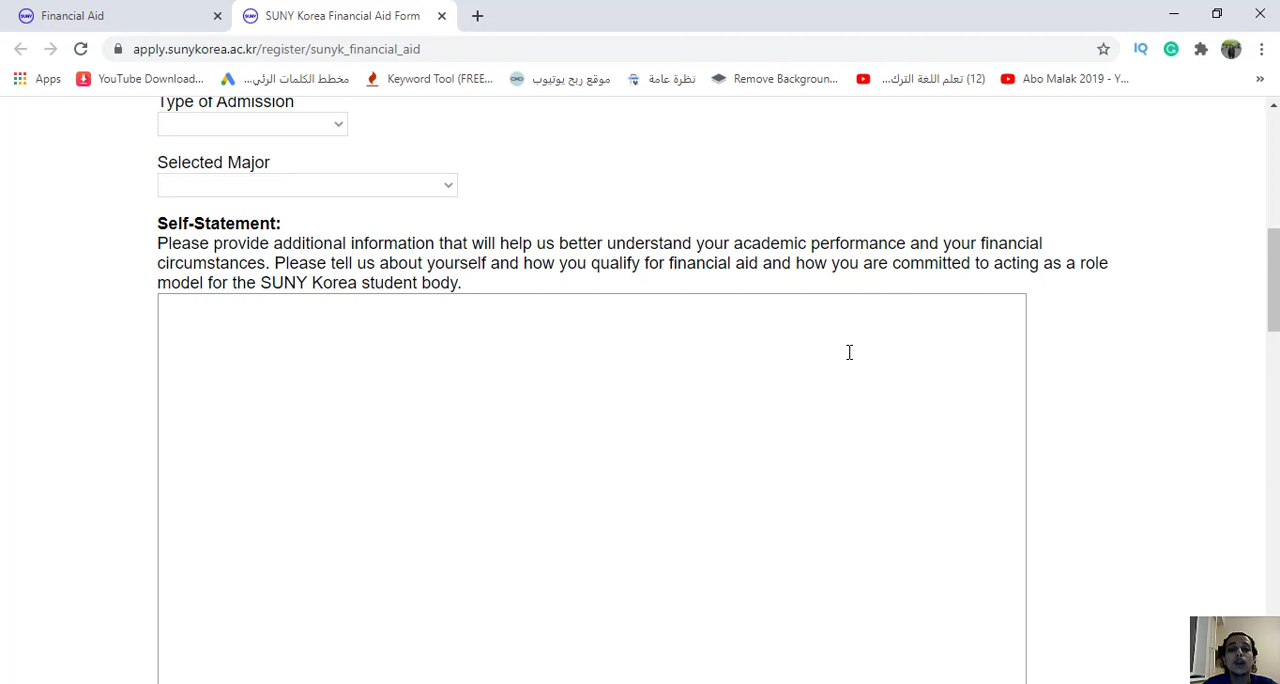 Financial Aid
SUNY Korea Financial Aid Form
apply.sunykorea.ac.kr/register/sunyk_financial_aid
IQ
Apps
YouTube Download...
مخطط الكلمات الرئي...
Keyword Tool (FREE...
موقع ربح يوتيوب
نظرة عامة
Remove Backgroun...
(12) تعلم اللغة الترك...
Abo Malak 2019 - Y...
Type of Admission
Selected Major
Self-Statement:
Please provide additional information that will help us better understand your academic performance and your financial
circumstances. Please tell us about yourself and how you qualify for financial aid and how you are committed to acting as a role
model for the SUNY Korea student body.